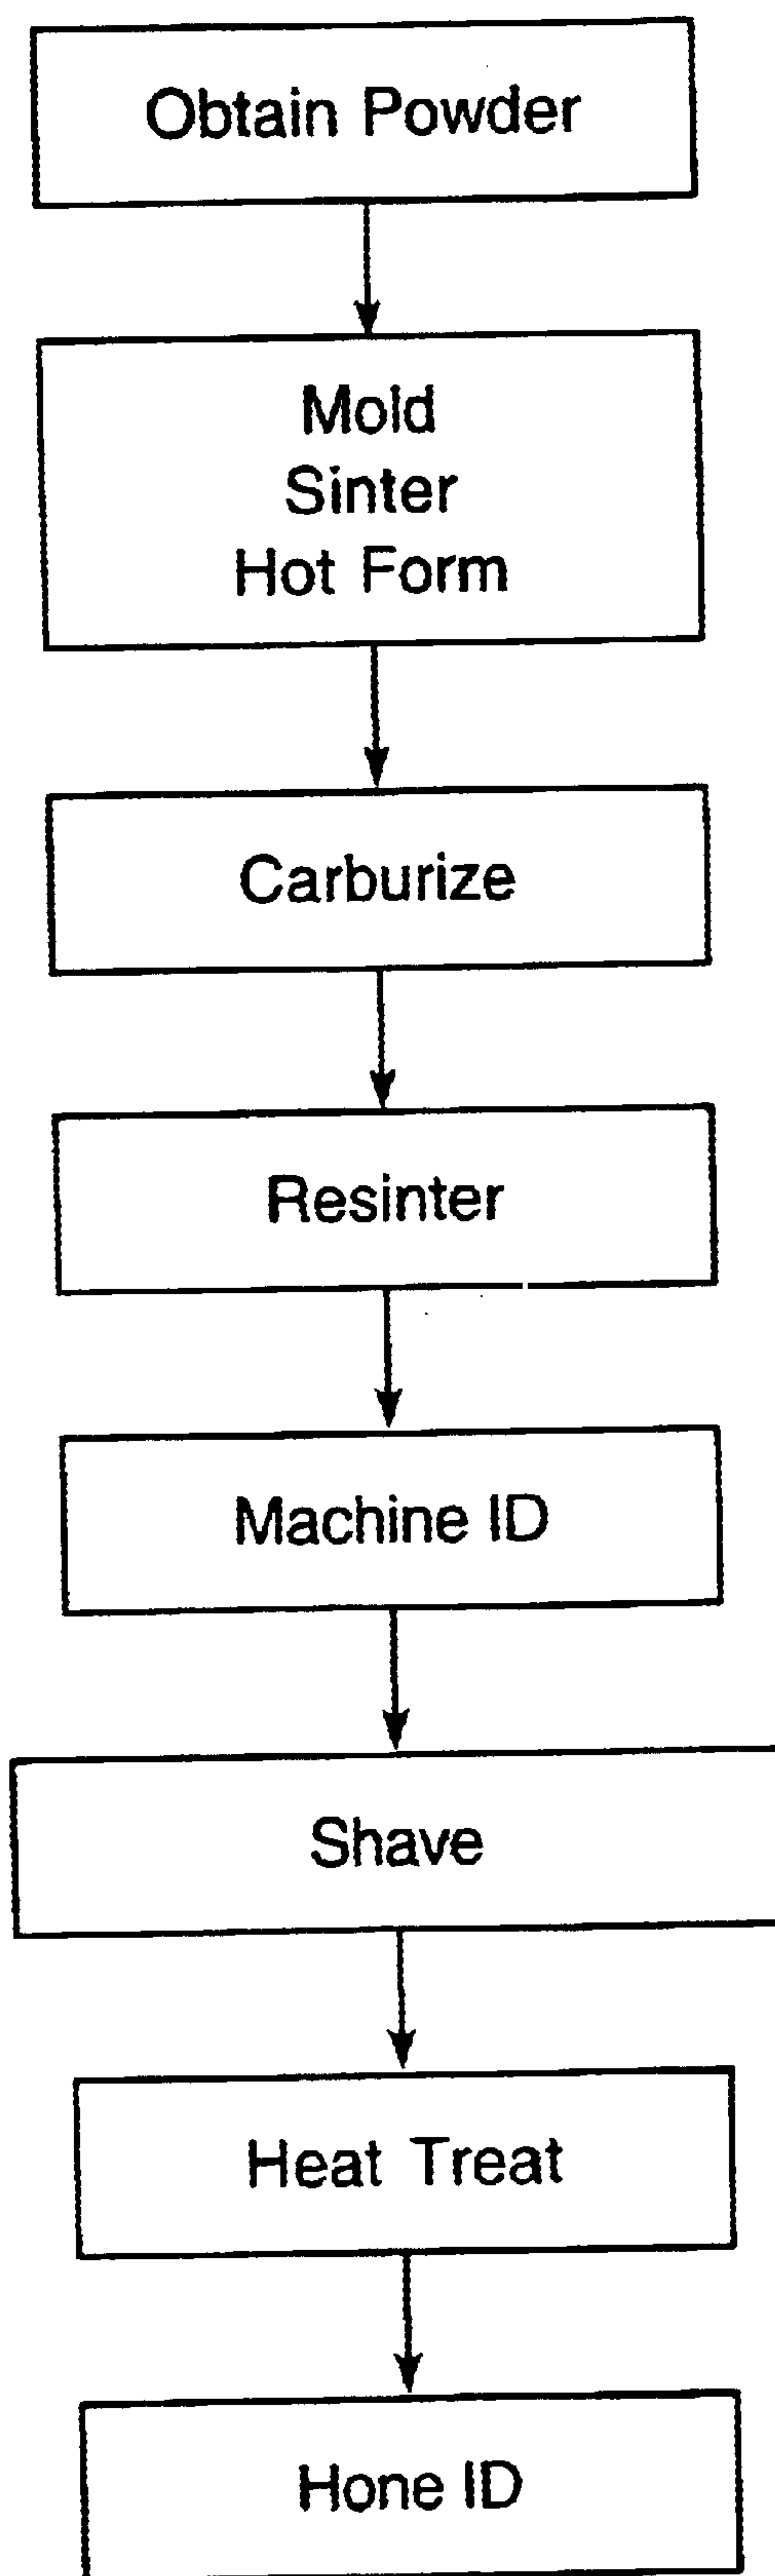 Obtain Powder
Mold
Sinter
Hot Form
Carburize
Resinter
Machine ID
Shave
Heat Treat
Hone ID